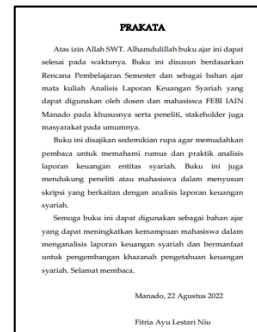 PRAKATA
Atas izin Allah SWT. Alhamdulillah buku ajar ini dapat
selesai pada waktunya. Buku ini disusun berdasarkan
Rencana Pembelajaran Semester dan sebagai bahan ajar
mata kuliah Analisis Laporan Keuangan Syariah yang
dapat digunakan oleh dosen dan mahasiswa FEBI IAIN
Manado pada khususnya serta peneliti, stakeholder juga
masyarakat pada umumnya.
Buku ini disajikan sedemikian rupa agar memudahkan
pembaca untuk memahami rumus dan praktik analisis
laporan keuangan entitas syariah. Buku ini juga
mendukung peneliti atau mahasiswa dalam menyusun
skripsi yang berkaitan dengan analisis laporan keuangan
syariah.
Semoga buku ini dapat digunakan sebagai bahan ajar
yang dapat meningkatkan kemampuan mahasiswa dalam
menganalisis laporan keuangan syariah dan bermanfaat
untuk pengembangan khazanah pengetahuan keuangan
syariah. Selamat membaca.
Manado, 22 Agustus 2022
Fitria Ayu Lestari Niu